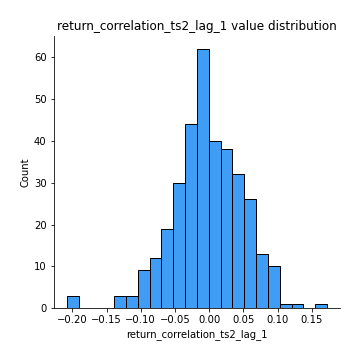 return_correlation_ts2_lag_1 value distribution
60
50
40
30
20
10
0
Count
−0.20 −0.15 −0.10 −0.05 0.00 0.05 0.10 0.15
return_correlation_ts2_lag_1